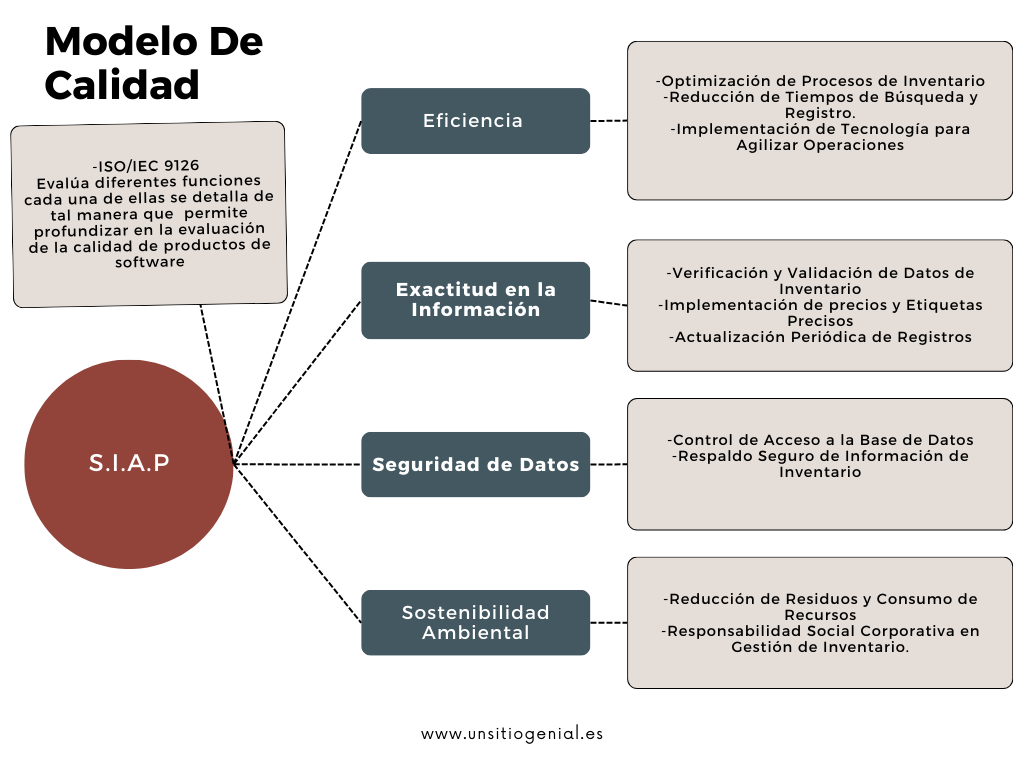 Modelo De
Calidad
-ISO/IEC 9126
Evalúa diferentes funciones
cada una de ellas se detalla de
tal manera que  permite
profundizar en la evaluación
de la calidad de productos de
software
S.I.A.P
Eficiencia
-Optimización de Procesos de Inventario
-Reducción de Tiempos de Búsqueda y
Registro.
-Implementación de Tecnología para
Agilizar Operaciones
Exactitud en la
Información
-Verificación y Validación de Datos de
Inventario
-Implementación de precios y Etiquetas
Precisos
-Actualización Periódica de Registros
Seguridad de Datos
-Control de Acceso a la Base de Datos
-Respaldo Seguro de Información de
Inventario
Sostenibilidad
Ambiental
-Reducción de Residuos y Consumo de
Recursos
-Responsabilidad Social Corporativa en
Gestión de Inventario.
www.unsitiogenial.es